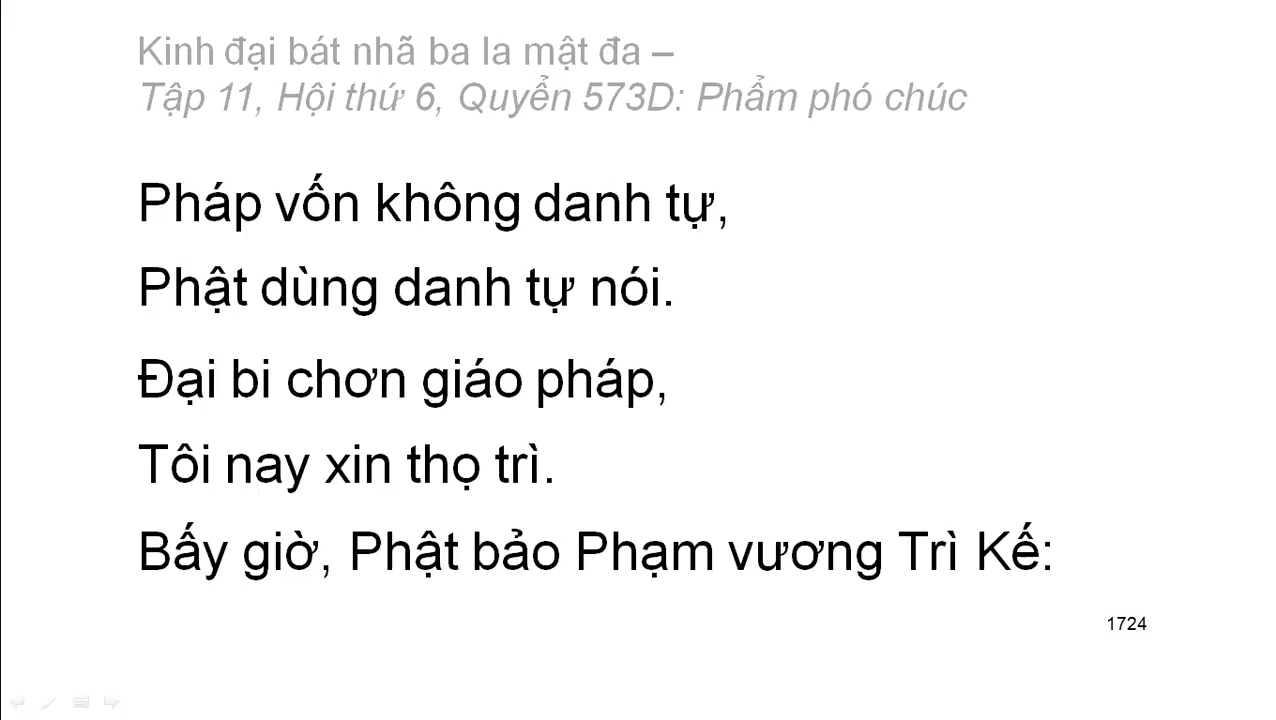 Kinh đại bát nhã ba la mật đa –
Tập 11, Hội thứ 6, Quyển 573D: Phẩm phó chúc
Pháp vốn không danh tự,
Phật dùng danh tự nói.
Đại bi chơn giáo pháp,
Tôi nay xin thọ trì.
Bấy giờ, Phật bảo Phạm vương Trì Kế:
1724